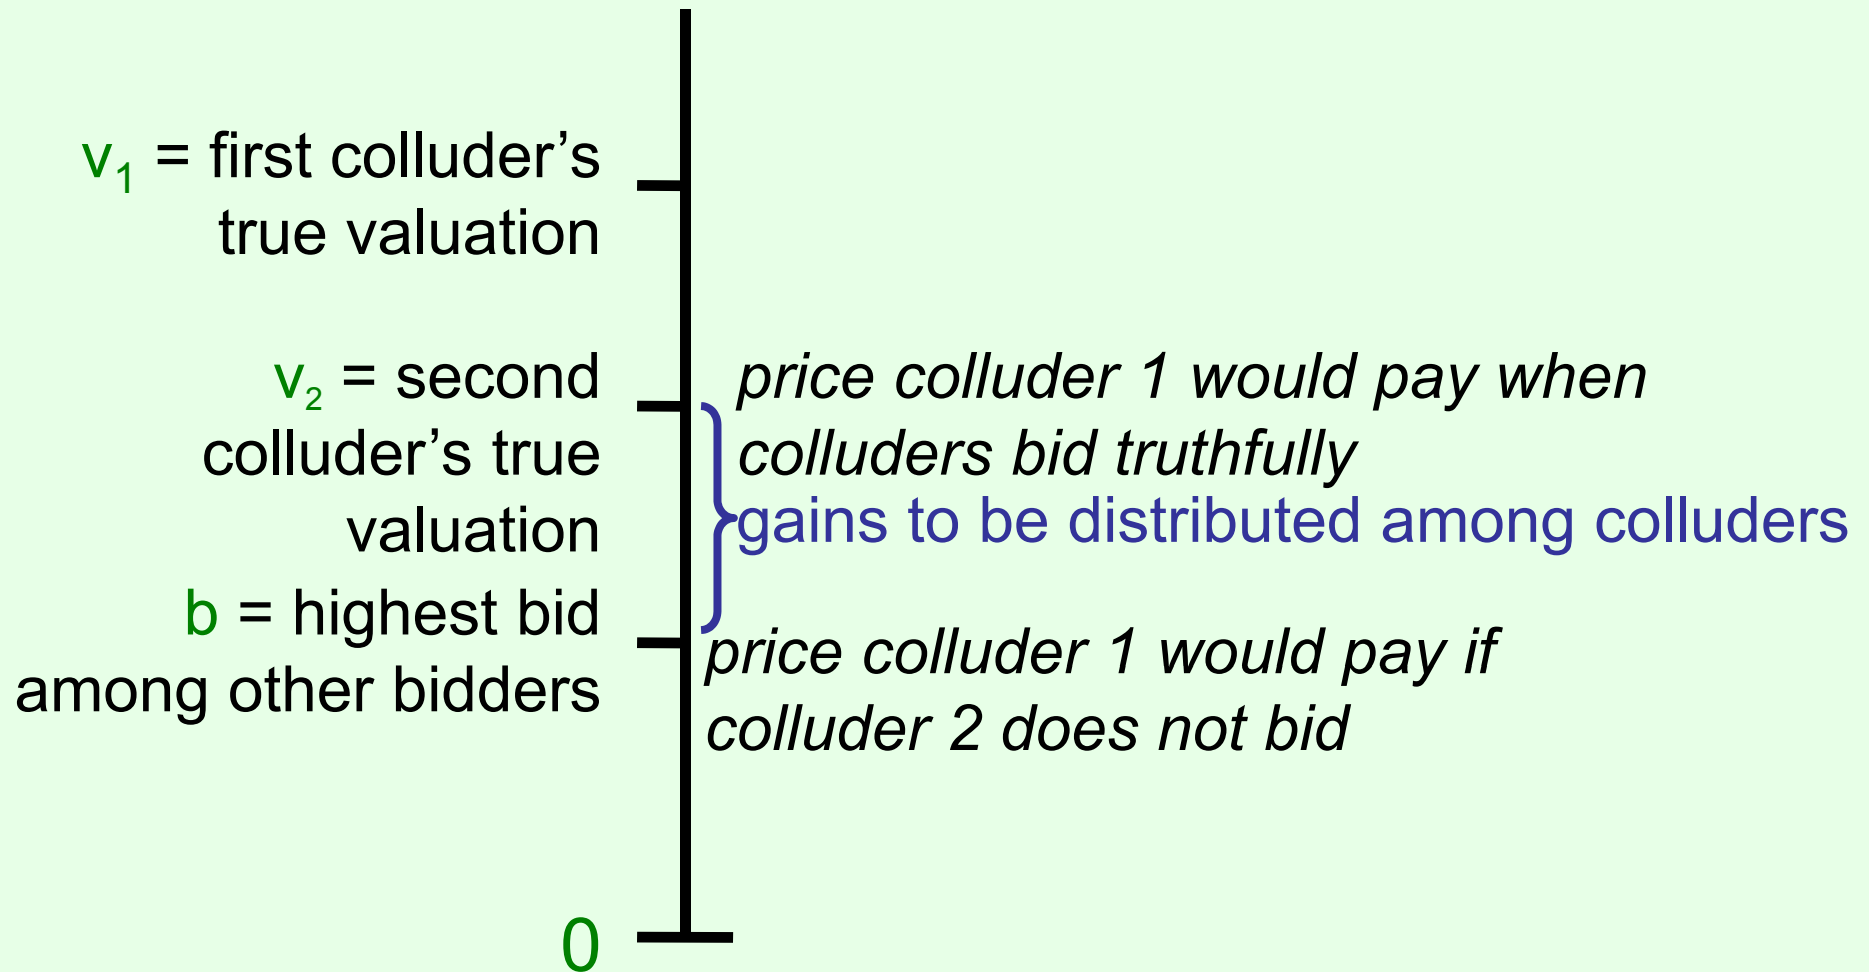 v₁ = first colluder’s
true valuation
v₂ = second
colluder’s true
valuation
b = highest bid
among other bidders
0
price colluder 1 would pay when
colluders bid truthfully
gains to be distributed among colluders
price colluder 1 would pay if
colluder 2 does not bid